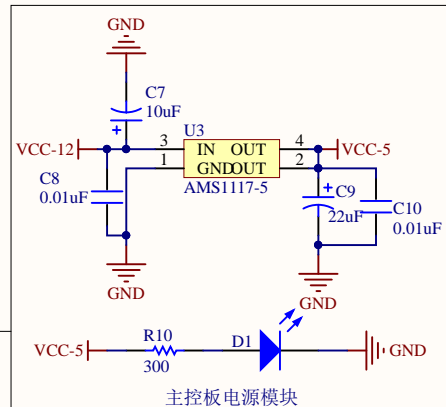 GND
C7
10uF
+
U3
VCC-12
3
IN
OUT
4
VCC-5
1
GND
OUT
2
AMS1117-5
C8
0.01uF
+
C9
22uF
C10
0.01uF
GND
GND
R10
D1
VCC-5
300
GND
主控板电源模块